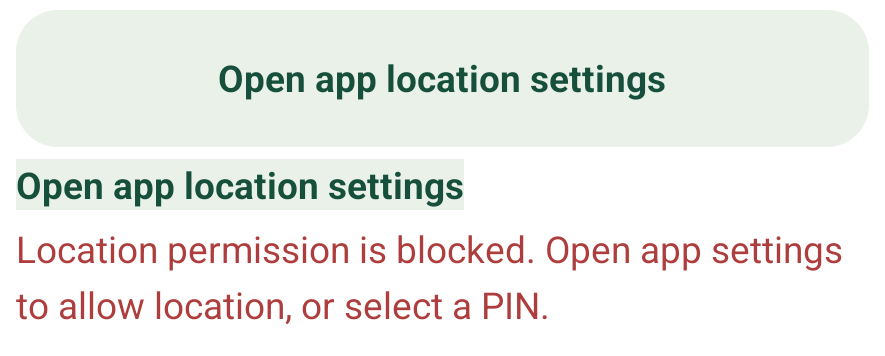 Open app location settings
Open app location settings
Location permission is blocked. Open app settings
to allow location, or select a PIN.